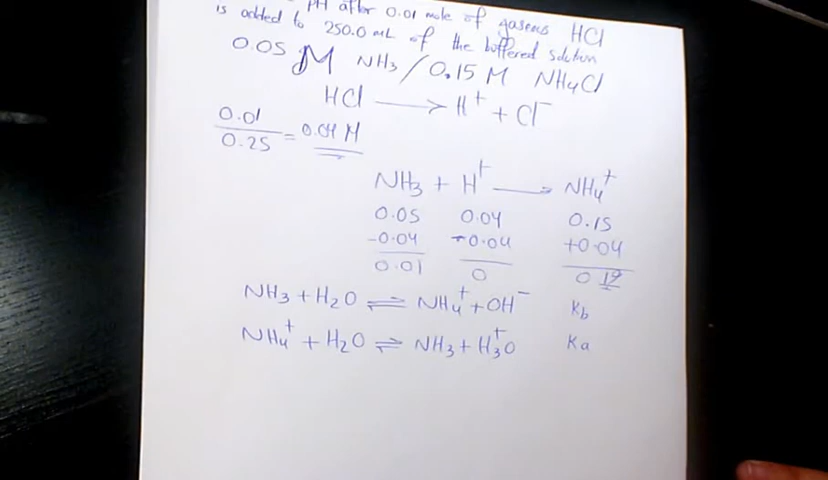 PH after 0.01 mole of gaseous HCl
is added to 250.0 mL of the buffered solution
0.05 M NH3 / 0.15 M NH4Cl
HCl ⟶ H+ + Cl−
0.01
0.25 = 0.04 M
NH3 + H+ ⟶ NH4+
0.05 0.04 0.15
-0.04 -0.04 +0.04
0.01 0 0.19
NH3 + H2O ⇌ NH4+ + OH− Kb
NH4+ + H2O ⇌ NH3 + H3+O Ka